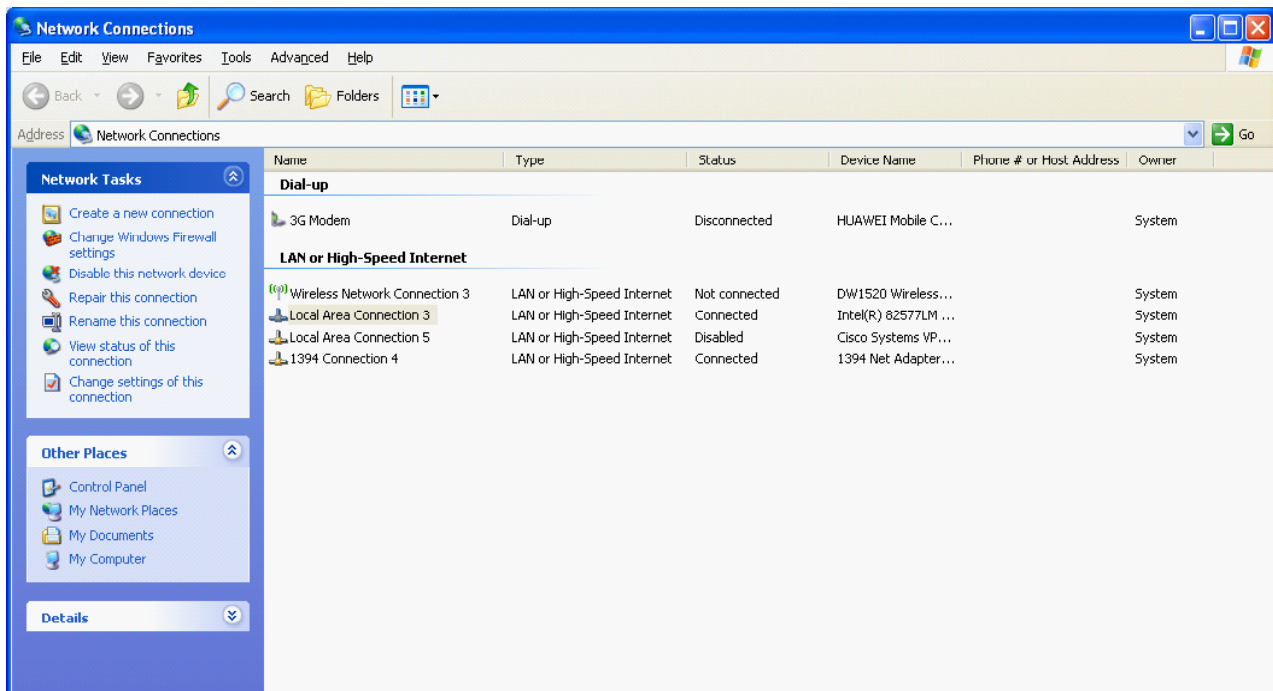 Network Connections
File Edit View Favorites Tools Advanced Help
Back Search Folders
Address Network Connections Go
Network Tasks
Create a new connection
Change Windows Firewall
settings
Disable this network device
Repair this connection
Rename this connection
View status of this
connection
Change settings of this
connection
Other Places
Control Panel
My Network Places
My Documents
My Computer
Details
Name Type Status Device Name Phone # or Host Address Owner
Dial-up
3G Modem Dial-up Disconnected HUAWEI Mobile C... System
LAN or High-Speed Internet
Wireless Network Connection 3 LAN or High-Speed Internet Not connected DW1520 Wireless... System
Local Area Connection 3 LAN or High-Speed Internet Connected Intel(R) 82577LM ... System
Local Area Connection 5 LAN or High-Speed Internet Disabled Cisco Systems VP... System
1394 Connection 4 LAN or High-Speed Internet Connected 1394 Net Adapter... System